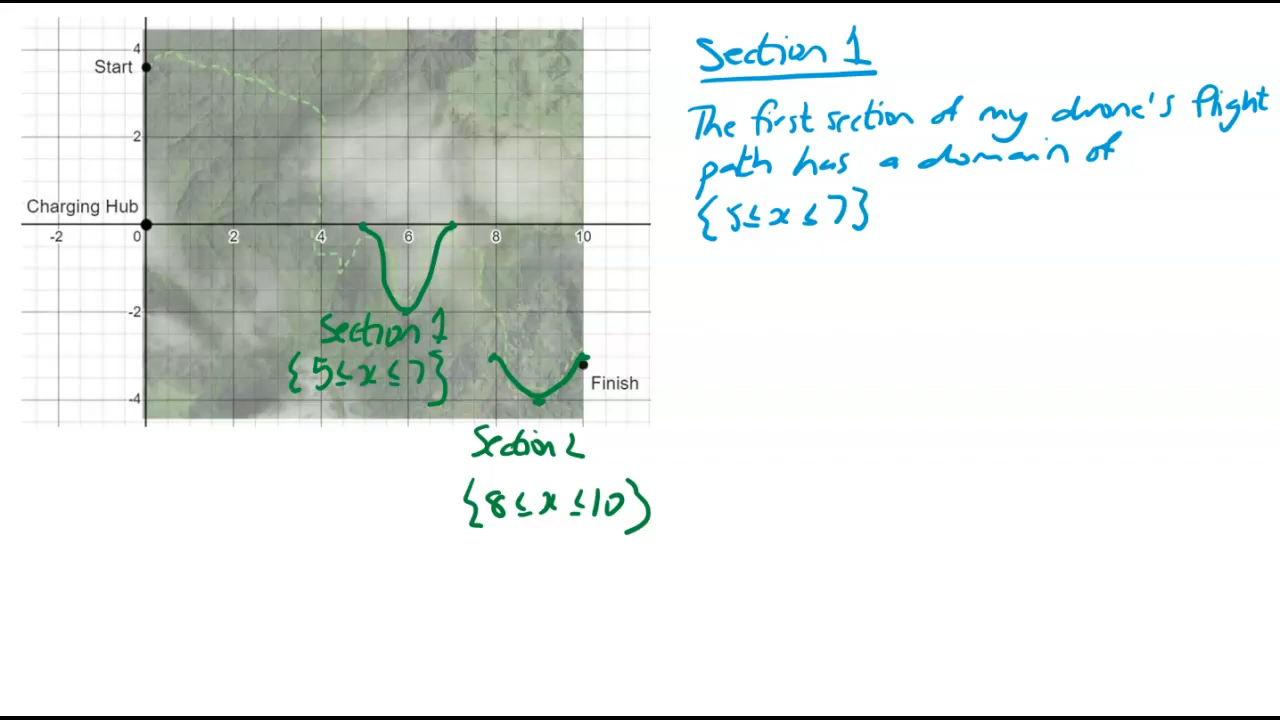 4
Start
2
Charging Hub
-2 0 2 4 6 8 10
-2
Section 1
{5≤x≤7}
Finish
-4
Section 2
{8≤x≤10}
Section 1
The first section of my drone's flight
path has a domain of
{5≤x≤7}